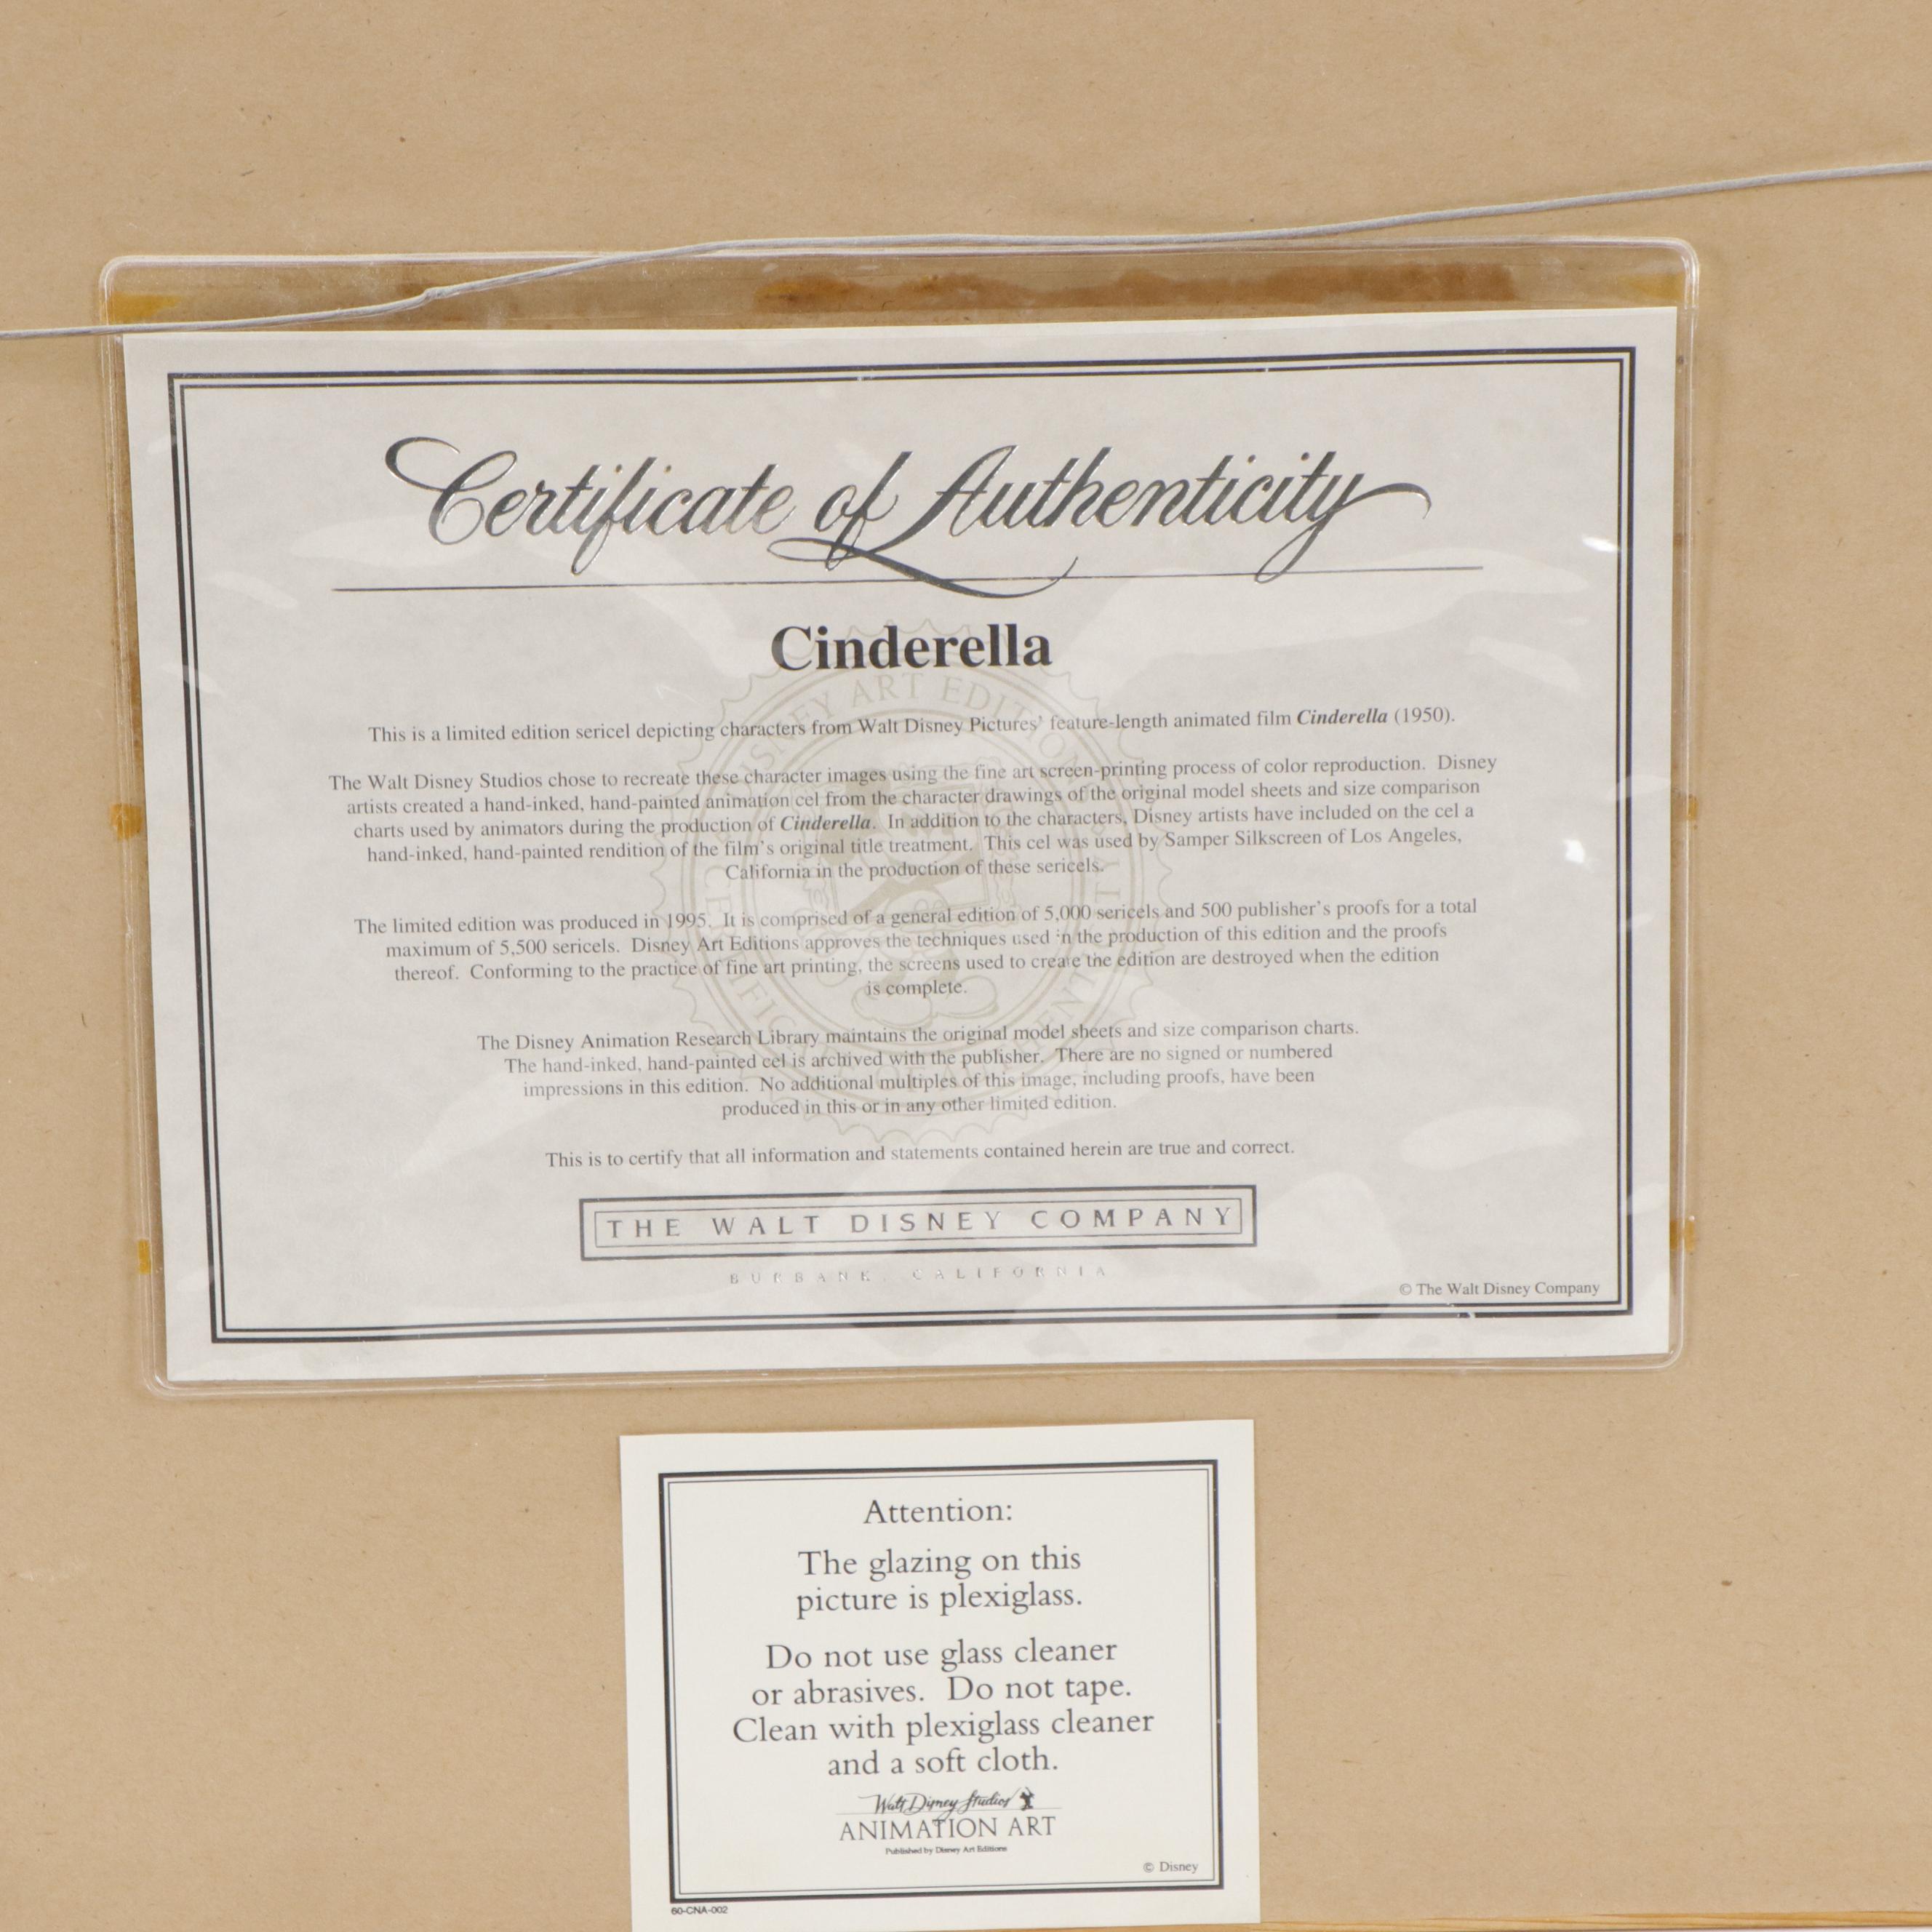 Certificate of Authenticity
Cinderella
This is a limited edition sericel depicting characters from Walt Disney Pictures' feature-length animated film Cinderella (1950).
The Walt Disney Studios chose to recreate these character images using the fine art screen-printing process of color reproduction. Disney
artists created a hand-inked, hand-painted animation cel from the character drawings of the original model sheets and size comparison
charts used by animators during the production of Cinderella. In addition to the characters, Disney artists have included on the cel a
hand-inked, hand-painted rendition of the film's original title treatment. This cel was used by Samper Silkscreen of Los Angeles,
California in the production of these sericels.
The limited edition was produced in 1995. It is comprised of a general edition of 5,000 sericels and 500 publisher's proofs for a total
maximum of 5,500 sericels. Disney Art Editions approves the techniques used in the production of this edition and the proofs
thereof. Conforming to the practice of fine art printing, the screens used to create the edition are destroyed when the edition
is complete.
The Disney Animation Research Library maintains the original model sheets and size comparison charts.
The hand-inked, hand-painted cel is archived with the publisher. There are no signed or numbered
impressions in this edition. No additional multiples of this image, including proofs, have been
produced in this or in any other limited edition.
This is to certify that all information and statements contained herein are true and correct.
THE WALT DISNEY COMPANY
BURBANK, CALIFORNIA
© The Walt Disney Company
DISNEY ART EDITIONS
CERTIFICATE OF AUTHENTICITY
Attention:
The glazing on this
picture is plexiglass.
Do not use glass cleaner
or abrasives. Do not tape.
Clean with plexiglass cleaner
and a soft cloth.
Walt Disney Studios
ANIMATION ART
Published by Disney Art Editions
© Disney
60-CNA-002